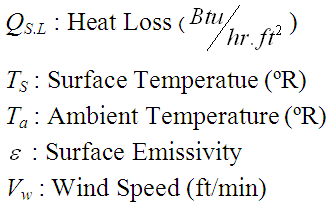 Q_{S.L} : Heat Loss ( Btu/hr.ft² )
T_S : Surface Temperatue (ºR)
T_a : Ambient Temperature (ºR)
ε : Surface Emissivity
V_w : Wind Speed (ft/min)